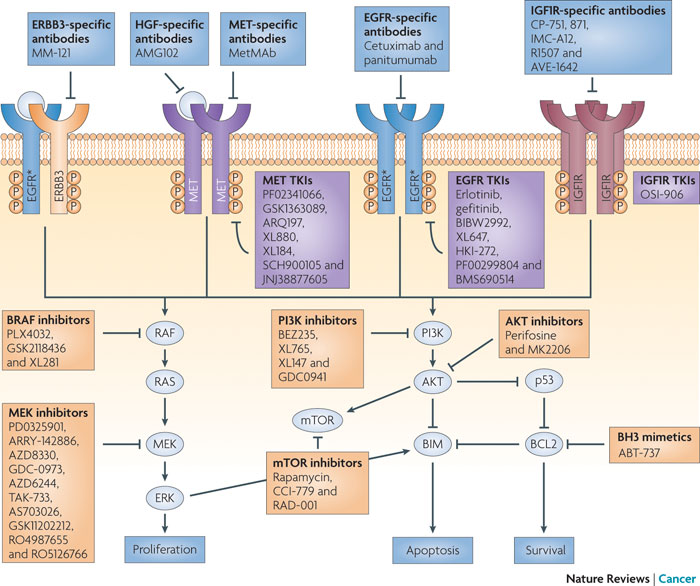 ERBB3-specific
antibodies
MM-121
HGF-specific
antibodies
AMG102
MET-specific
antibodies
MetMAb
EGFR-specific
antibodies
Cetuximab and
panitumumab
IGF1R-specific antibodies
CP-751, 871,
IMC-A12,
R1507 and
AVE-1642
P
P
P
EGFR*
ERBB3
P
P
P
P
P
P
MET
MET
P
P
P
MET TKIs
PF02341066,
GSK1363089,
ARQ197,
XL880,
XL184,
SCH900105 and
JNJ38877605
P
P
P
EGFR*
EGFR*
P
P
P
EGFR TKIs
Erlotinib,
gefitinib,
BIBW2992,
XL647,
HKI-272,
PF00299804 and
BMS690514
P
P
P
IGF1R
IGF1R
P
P
P
IGF1R TKIs
OSI-906
BRAF inhibitors
PLX4032,
GSK2118436
and XL281
RAF
PI3K inhibitors
BEZ235,
XL765,
XL147 and
GDC0941
PI3K
AKT inhibitors
Perifosine
and MK2206
RAS
AKT
p53
mTOR
MEK inhibitors
PD0325901,
ARRY-142886,
AZD8330,
GDC-0973,
AZD6244,
TAK-733,
AS703026,
GSK11202212,
RO4987655
and RO5126766
MEK
BIM
BCL2
BH3 mimetics
ABT-737
mTOR inhibitors
Rapamycin,
CCI-779 and
RAD-001
ERK
Proliferation
Apoptosis
Survival
Nature Reviews | Cancer